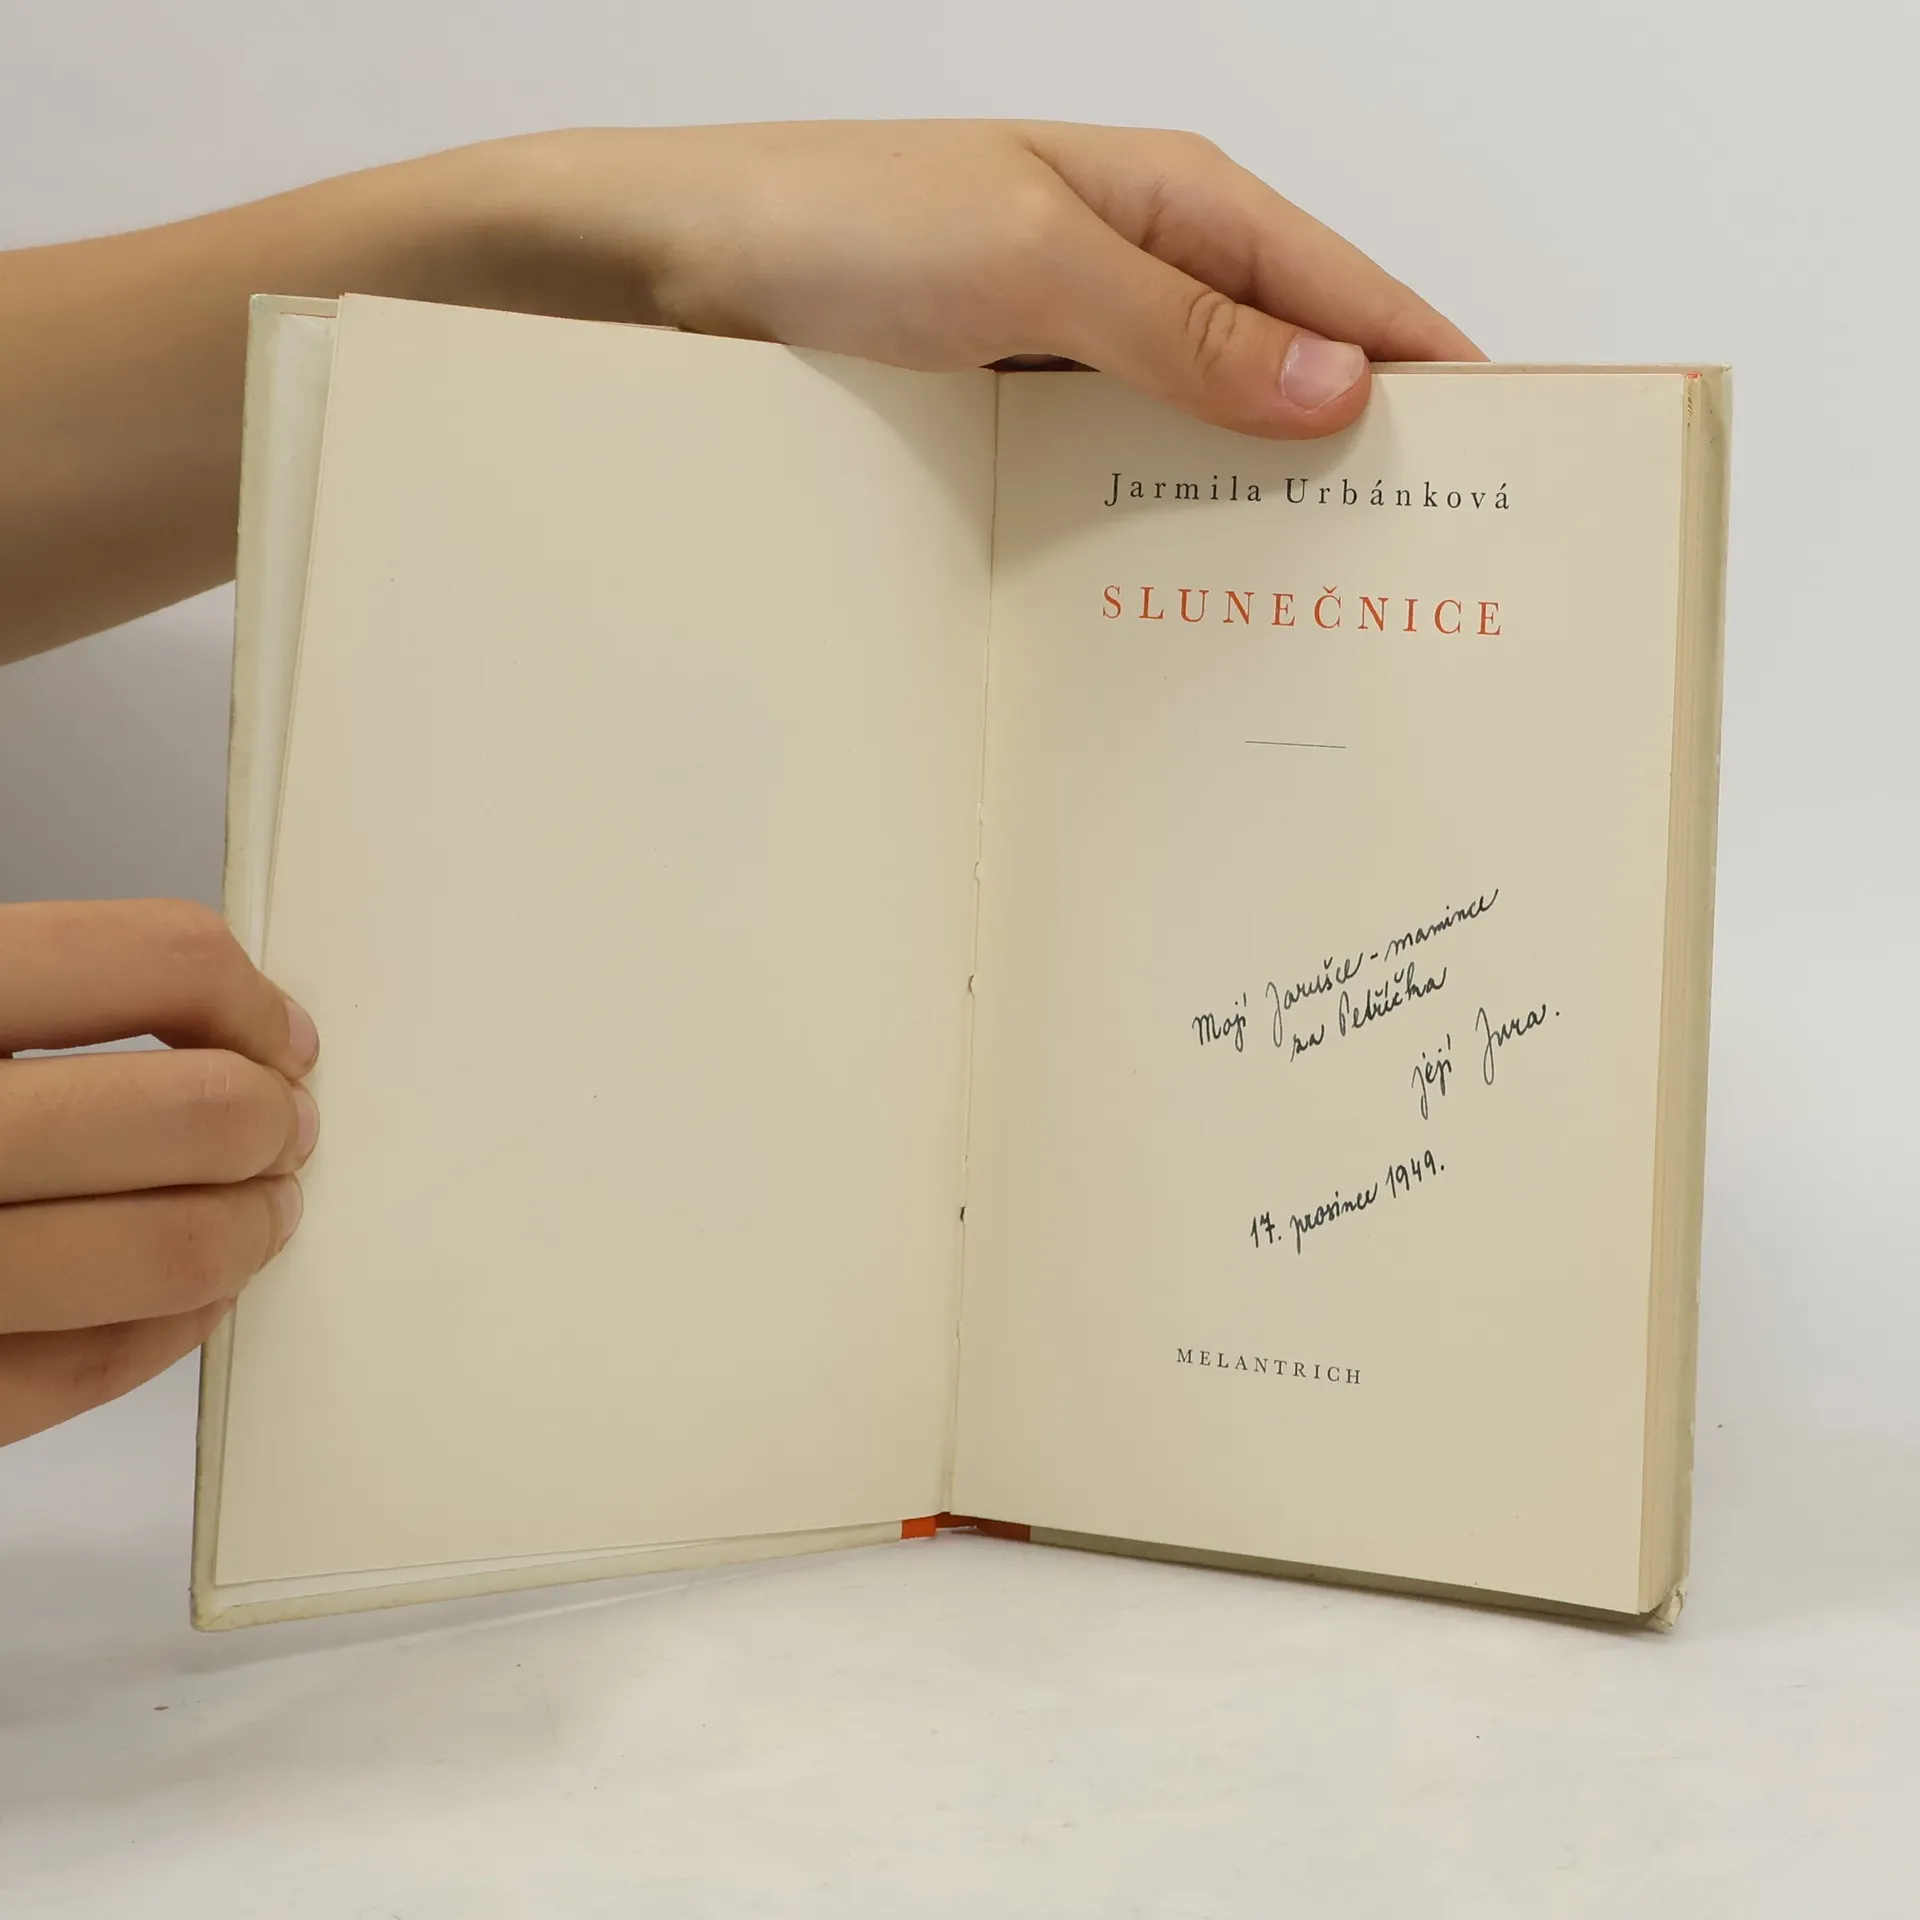 Jarmila Urbánková
SLUNEČNICE
Mojí Jarušce - mamince
za Petříčka
její Jura.
17. prosince 1949.
MELANTRICH